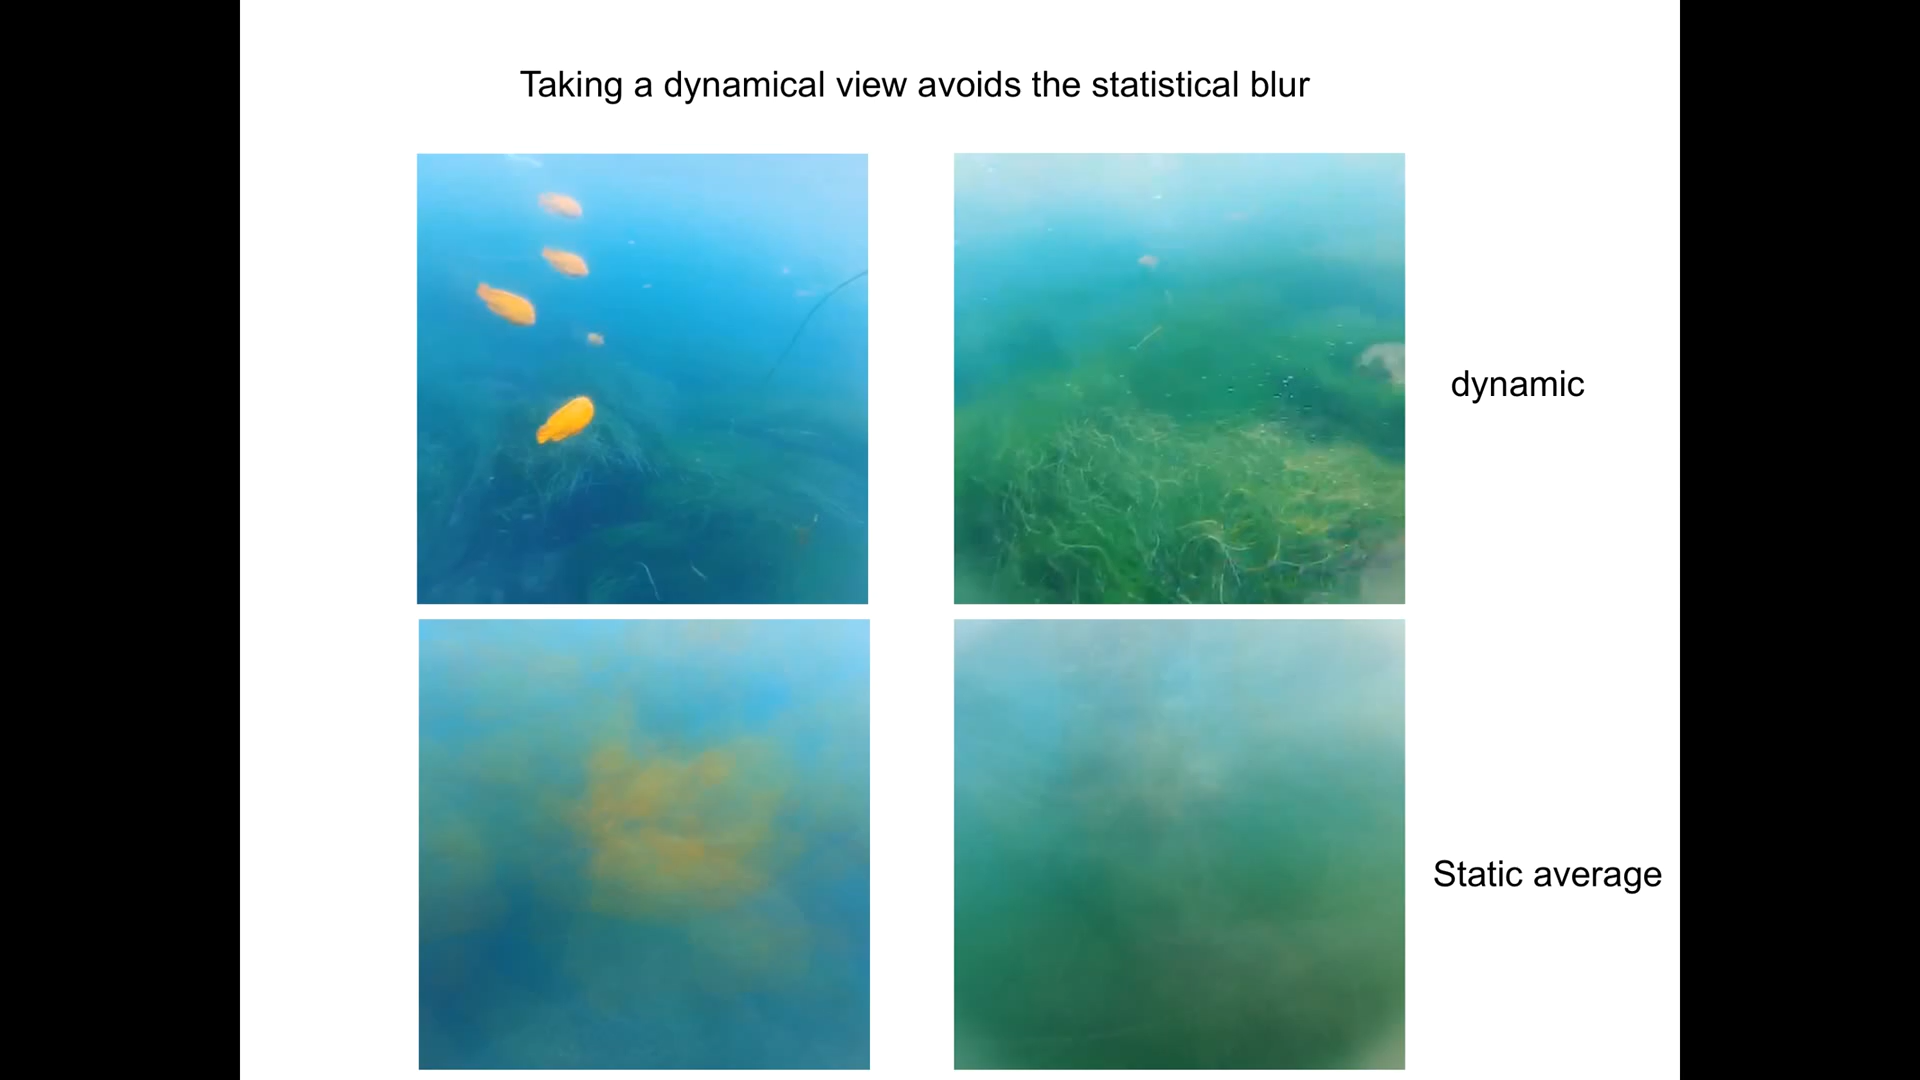 Taking a dynamical view avoids the statistical blur
dynamic
Static average